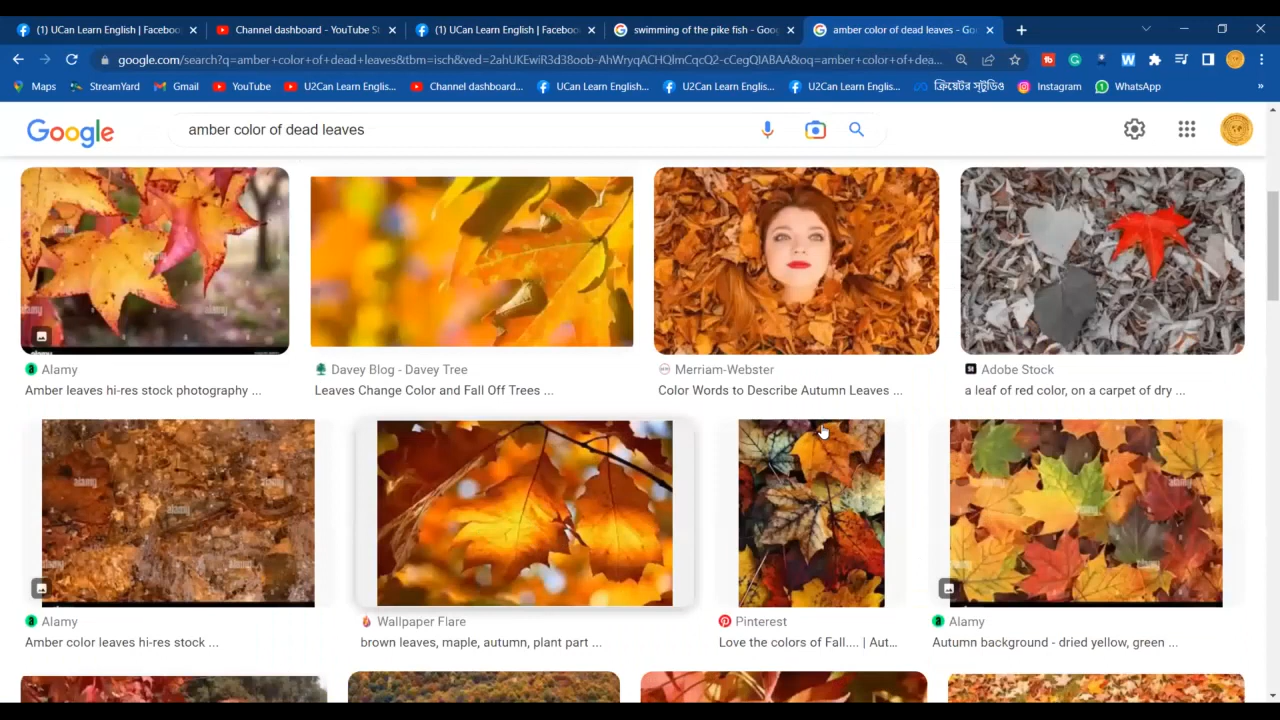 (1) UCan Learn English | Faceboo
Channel dashboard - YouTube S
(1) UCan Learn English | Faceboo
swimming of the pike fish - Goo
amber color of dead leaves - Go
google.com/search?q=amber+color+of+dead+leaves&tbm=isch&ved=2ahUKEwiR3d38oob-AhWryqACHQlmCqcQ2-cCegQIABAA&oq=amber+color+of+dea...
Maps
StreamYard
Gmail
YouTube
U2Can Learn Englis...
Channel dashboard...
UCan Learn English...
U2Can Learn Englis...
U2Can Learn Englis...
ক্রিয়েটর স্টুডিও
Instagram
WhatsApp
»
Google
amber color of dead leaves
Alamy
Amber leaves hi-res stock photography ...
Davey Blog - Davey Tree
Leaves Change Color and Fall Off Trees ...
Merriam-Webster
Color Words to Describe Autumn Leaves ...
Adobe Stock
a leaf of red color, on a carpet of dry ...
alamy
alamy
alamy
Alamy
Amber color leaves hi-res stock ...
Wallpaper Flare
brown leaves, maple, autumn, plant part ...
Pinterest
Love the colors of Fall.... | Aut...
Alamy
Autumn background - dried yellow, green ...